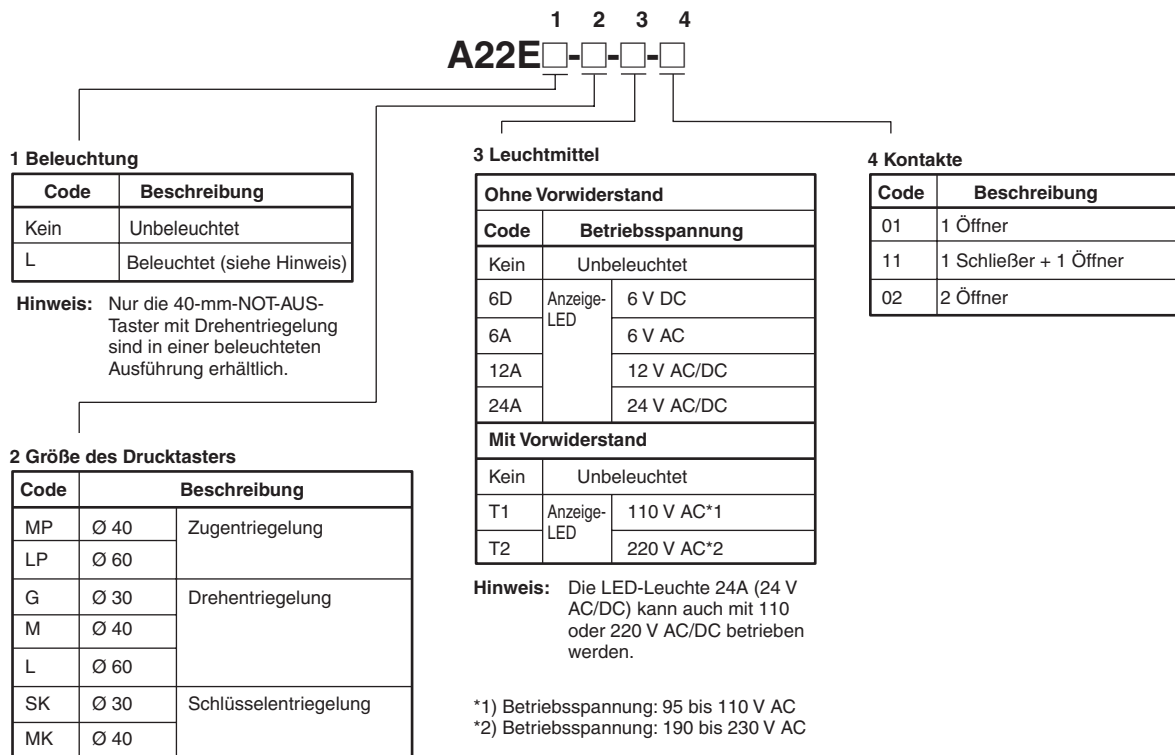 1 2 3 4
A22E□-□-□-□
1 Beleuchtung
Code Beschreibung
Kein Unbeleuchtet
L Beleuchtet (siehe Hinweis)
Hinweis: Nur die 40-mm-NOT-AUS-
Taster mit Drehentriegelung
sind in einer beleuchteten
Ausführung erhältlich.
2 Größe des Drucktasters
Code Beschreibung
MP Ø 40 Zugentriegelung
LP Ø 60
G Ø 30 Drehentriegelung
M Ø 40
L Ø 60
SK Ø 30 Schlüsselentriegelung
MK Ø 40
3 Leuchtmittel
Ohne Vorwiderstand
Code Betriebsspannung
Kein Unbeleuchtet
6D Anzeige-LED 6 V DC
6A 6 V AC
12A 12 V AC/DC
24A 24 V AC/DC
Mit Vorwiderstand
Kein Unbeleuchtet
T1 Anzeige-LED 110 V AC*1
T2 220 V AC*2
Hinweis: Die LED-Leuchte 24A (24 V
AC/DC) kann auch mit 110
oder 220 V AC/DC betrieben
werden.
*1) Betriebsspannung: 95 bis 110 V AC
*2) Betriebsspannung: 190 bis 230 V AC
4 Kontakte
Code Beschreibung
01 1 Öffner
11 1 Schließer + 1 Öffner
02 2 Öffner